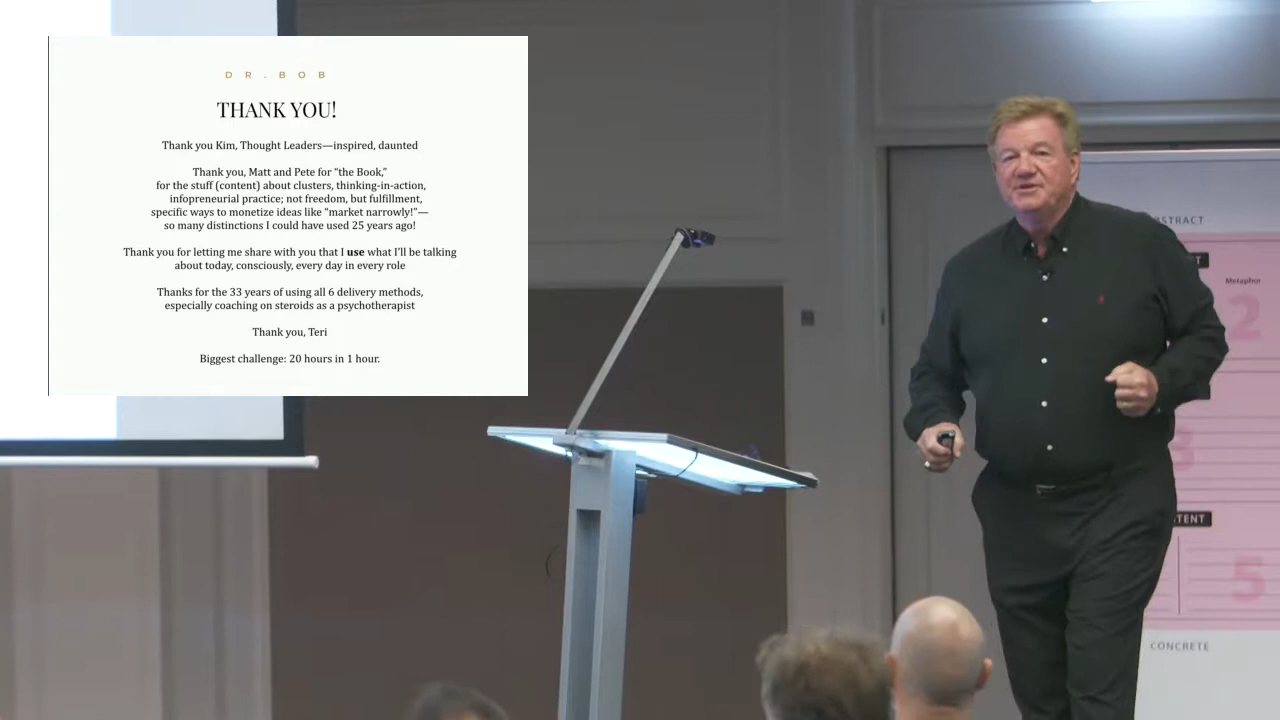 D R . B O B
THANK YOU!
Thank you Kim, Thought Leaders—inspired, daunted
Thank you, Matt and Pete for “the Book,”
for the stuff (content) about clusters, thinking-in-action,
infopreneurial practice; not freedom, but fulfillment,
specific ways to monetize ideas like “market narrowly!”—
so many distinctions I could have used 25 years ago!
Thank you for letting me share with you that I use what I'll be talking
about today, consciously, every day in every role
Thanks for the 33 years of using all 6 delivery methods,
especially coaching on steroids as a psychotherapist
Thank you, Teri
Biggest challenge: 20 hours in 1 hour.
Metaphor
2
3
5
CONCRETE